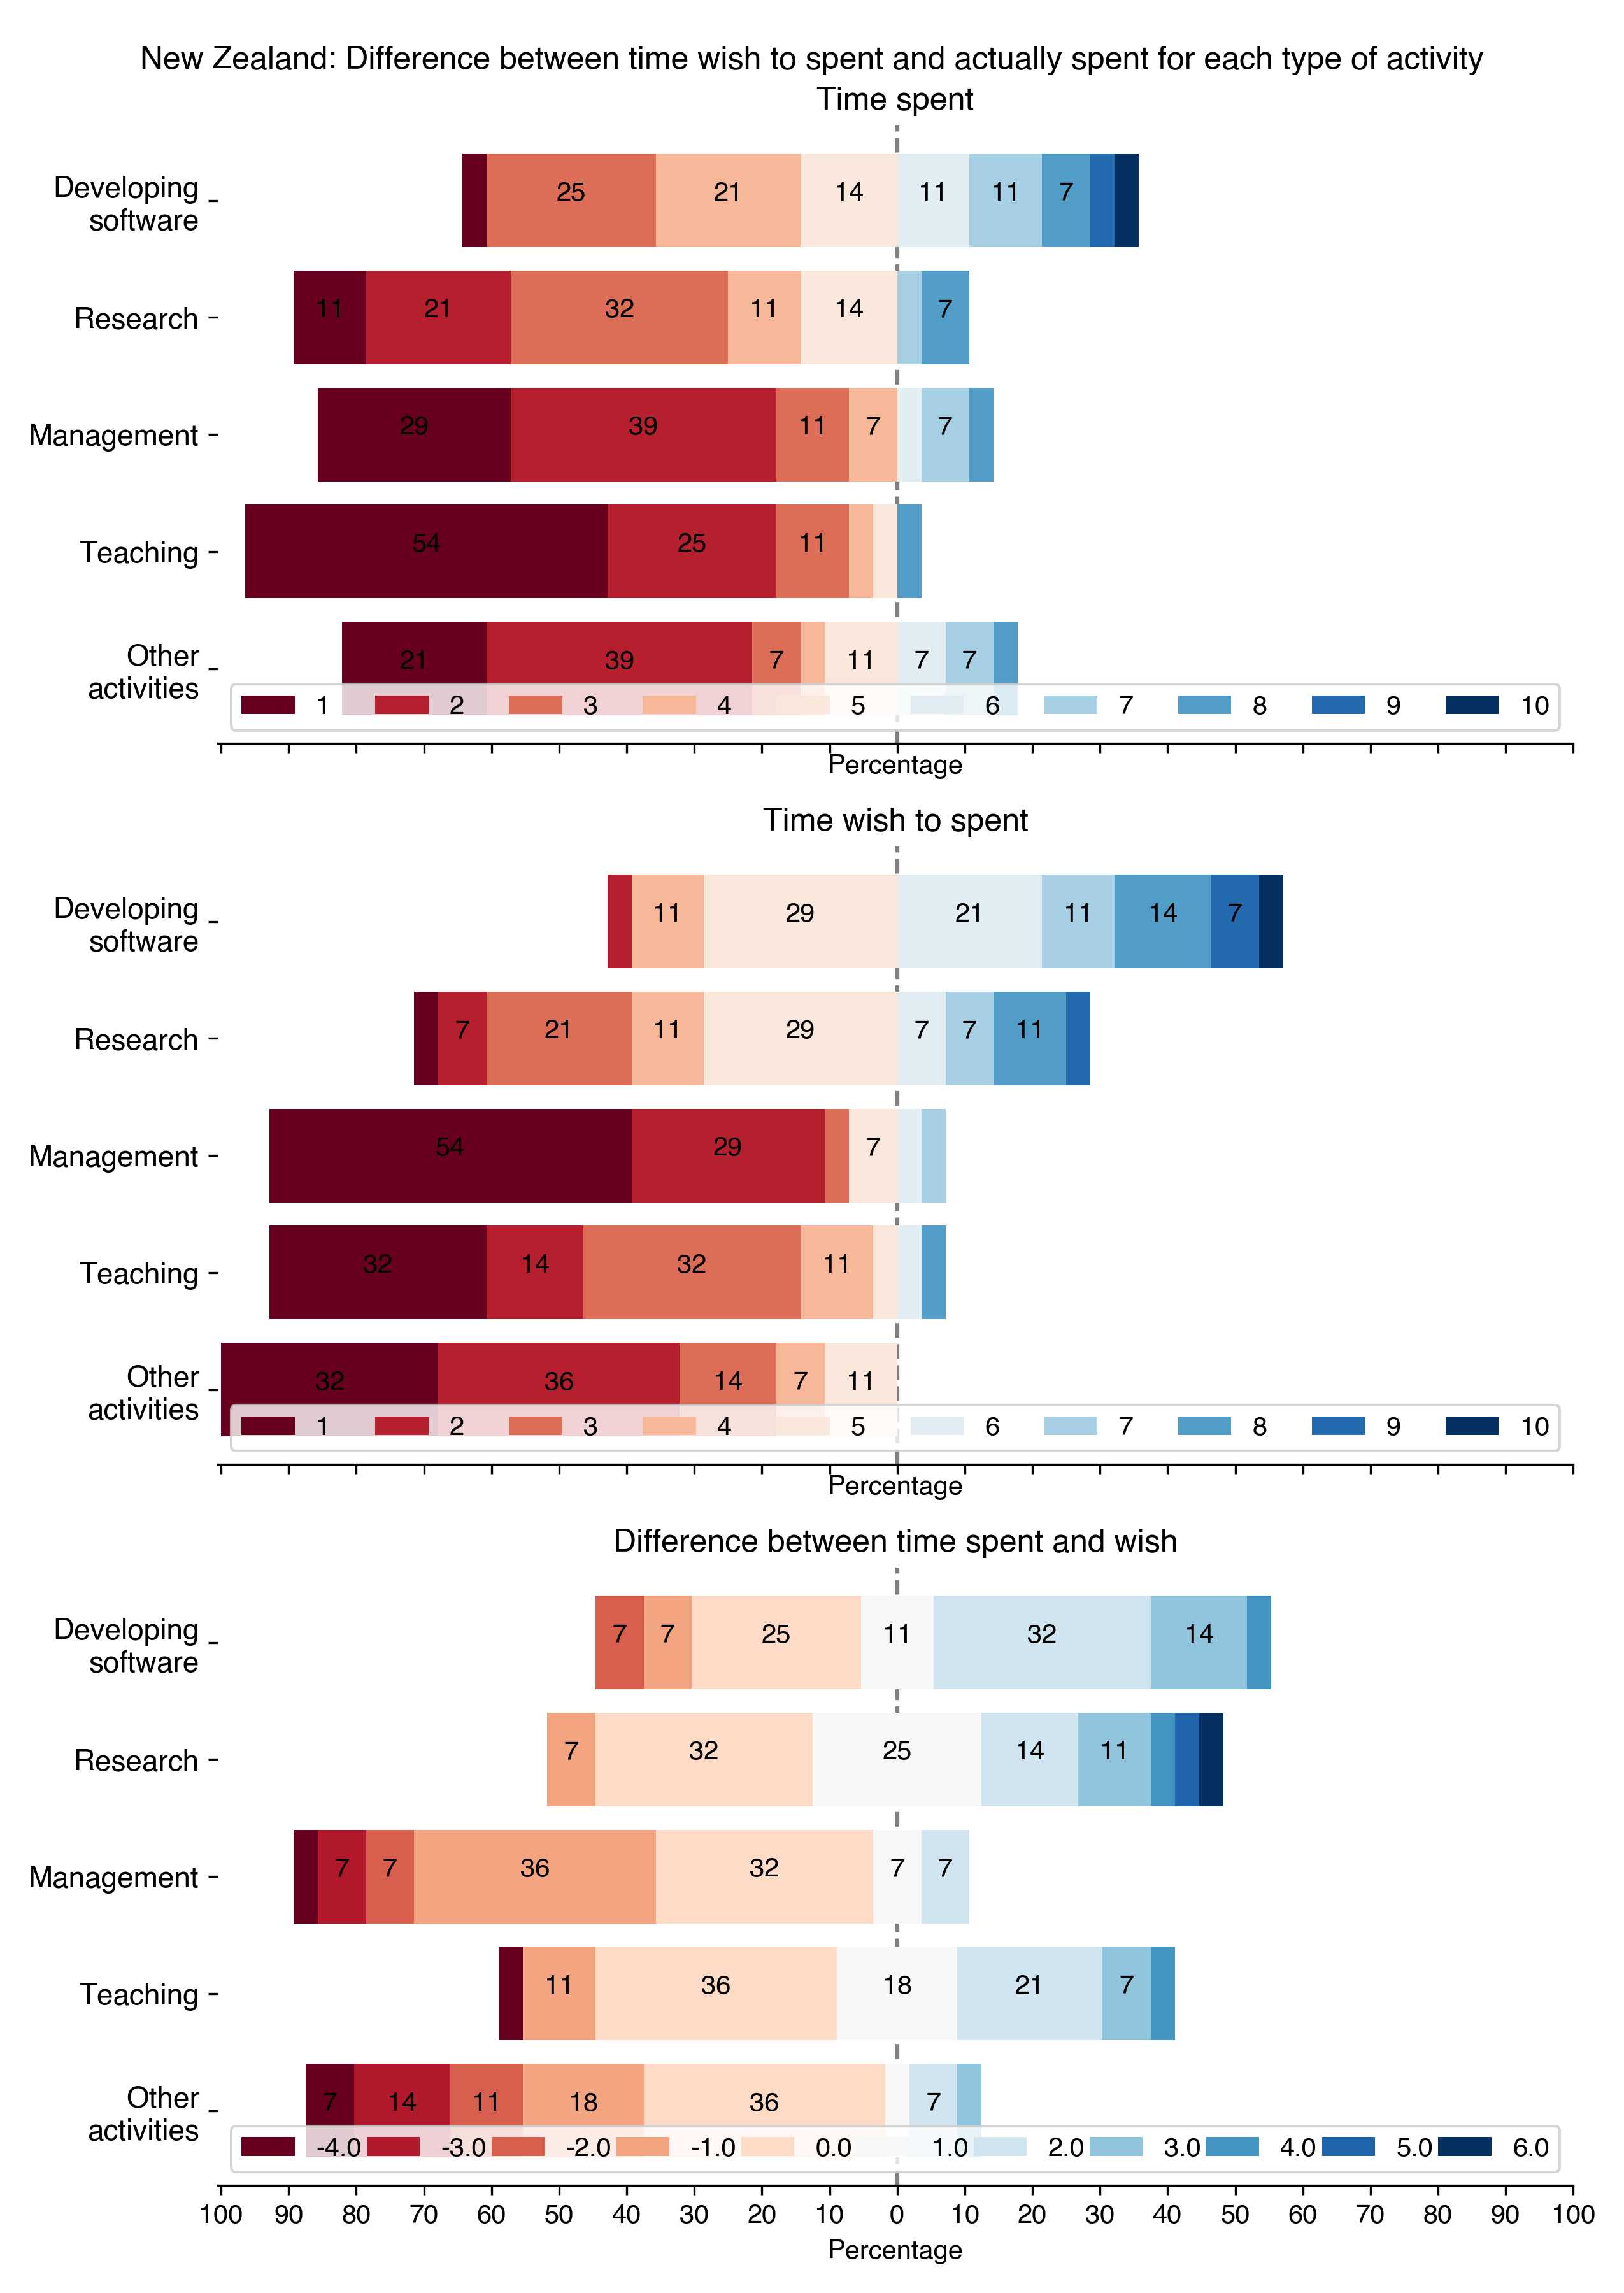 New Zealand: Difference between time wish to spent and actually spent for each type of activity
Time spent
Developing
software
25 21 14 11 11 7
Research
11 21 32 11 14 7
Management
29 39 11 7 7
Teaching
54 25 11
Other
activities
21 39 7 11 7 7
1 2 3 4 5 6 7 8 9 10
Percentage
Time wish to spent
Developing
software
11 29 21 11 14 7
Research
7 21 11 29 7 7 11
Management
54 29 7
Teaching
32 14 32 11
Other
activities
32 36 14 7 11
1 2 3 4 5 6 7 8 9 10
Percentage
Difference between time spent and wish
Developing
software
7 7 25 11 32 14
Research
7 32 25 14 11
Management
7 7 36 32 7 7
Teaching
11 36 18 21 7
Other
activities
7 14 11 18 36 7
-4.0 -3.0 -2.0 -1.0 0.0 1.0 2.0 3.0 4.0 5.0 6.0
100 90 80 70 60 50 40 30 20 10 0 10 20 30 40 50 60 70 80 90 100
Percentage